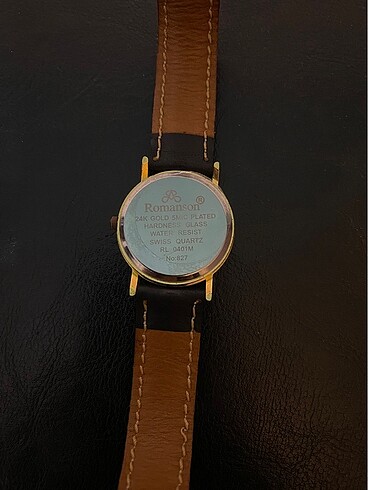 Romanson®
24K GOLD 5MIC PLATED
HARDNESS GLASS
WATER RESIST
SWISS QUARTZ
RL 0401M
No:827